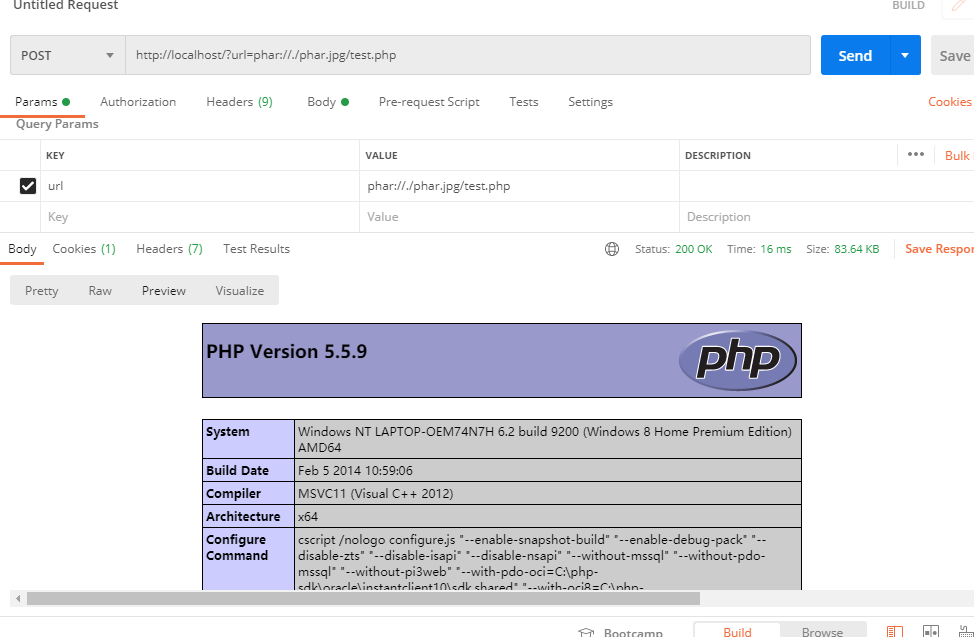 Untitled Request
BUILD
POST
http://localhost/?url=phar://./phar.jpg/test.php
Send
Save
Params
Authorization
Headers (9)
Body
Pre-request Script
Tests
Settings
Cookies
Query Params
KEY
VALUE
DESCRIPTION
Bulk
url
phar://./phar.jpg/test.php
Key
Value
Description
Body
Cookies (1)
Headers (7)
Test Results
Status: 200 OK
Time: 16 ms
Size: 83.64 KB
Save Respor
Pretty
Raw
Preview
Visualize
PHP Version 5.5.9
php
System
Windows NT LAPTOP-OEM74N7H 6.2 build 9200 (Windows 8 Home Premium Edition)
AMD64
Build Date
Feb 5 2014 10:59:06
Compiler
MSVC11 (Visual C++ 2012)
Architecture
x64
Configure
Command
cscript /nologo configure.js "--enable-snapshot-build" "--enable-debug-pack" "--
disable-zts" "--disable-isapi" "--disable-nsapi" "--without-mssql" "--without-pdo-
mssql" "--without-pi3web" "--with-pdo-oci=C:\php-
sdk\oracle\instantclient10\sdk,shared" "--with-oci8=C:\php-
Bootcamp
Build
Browse